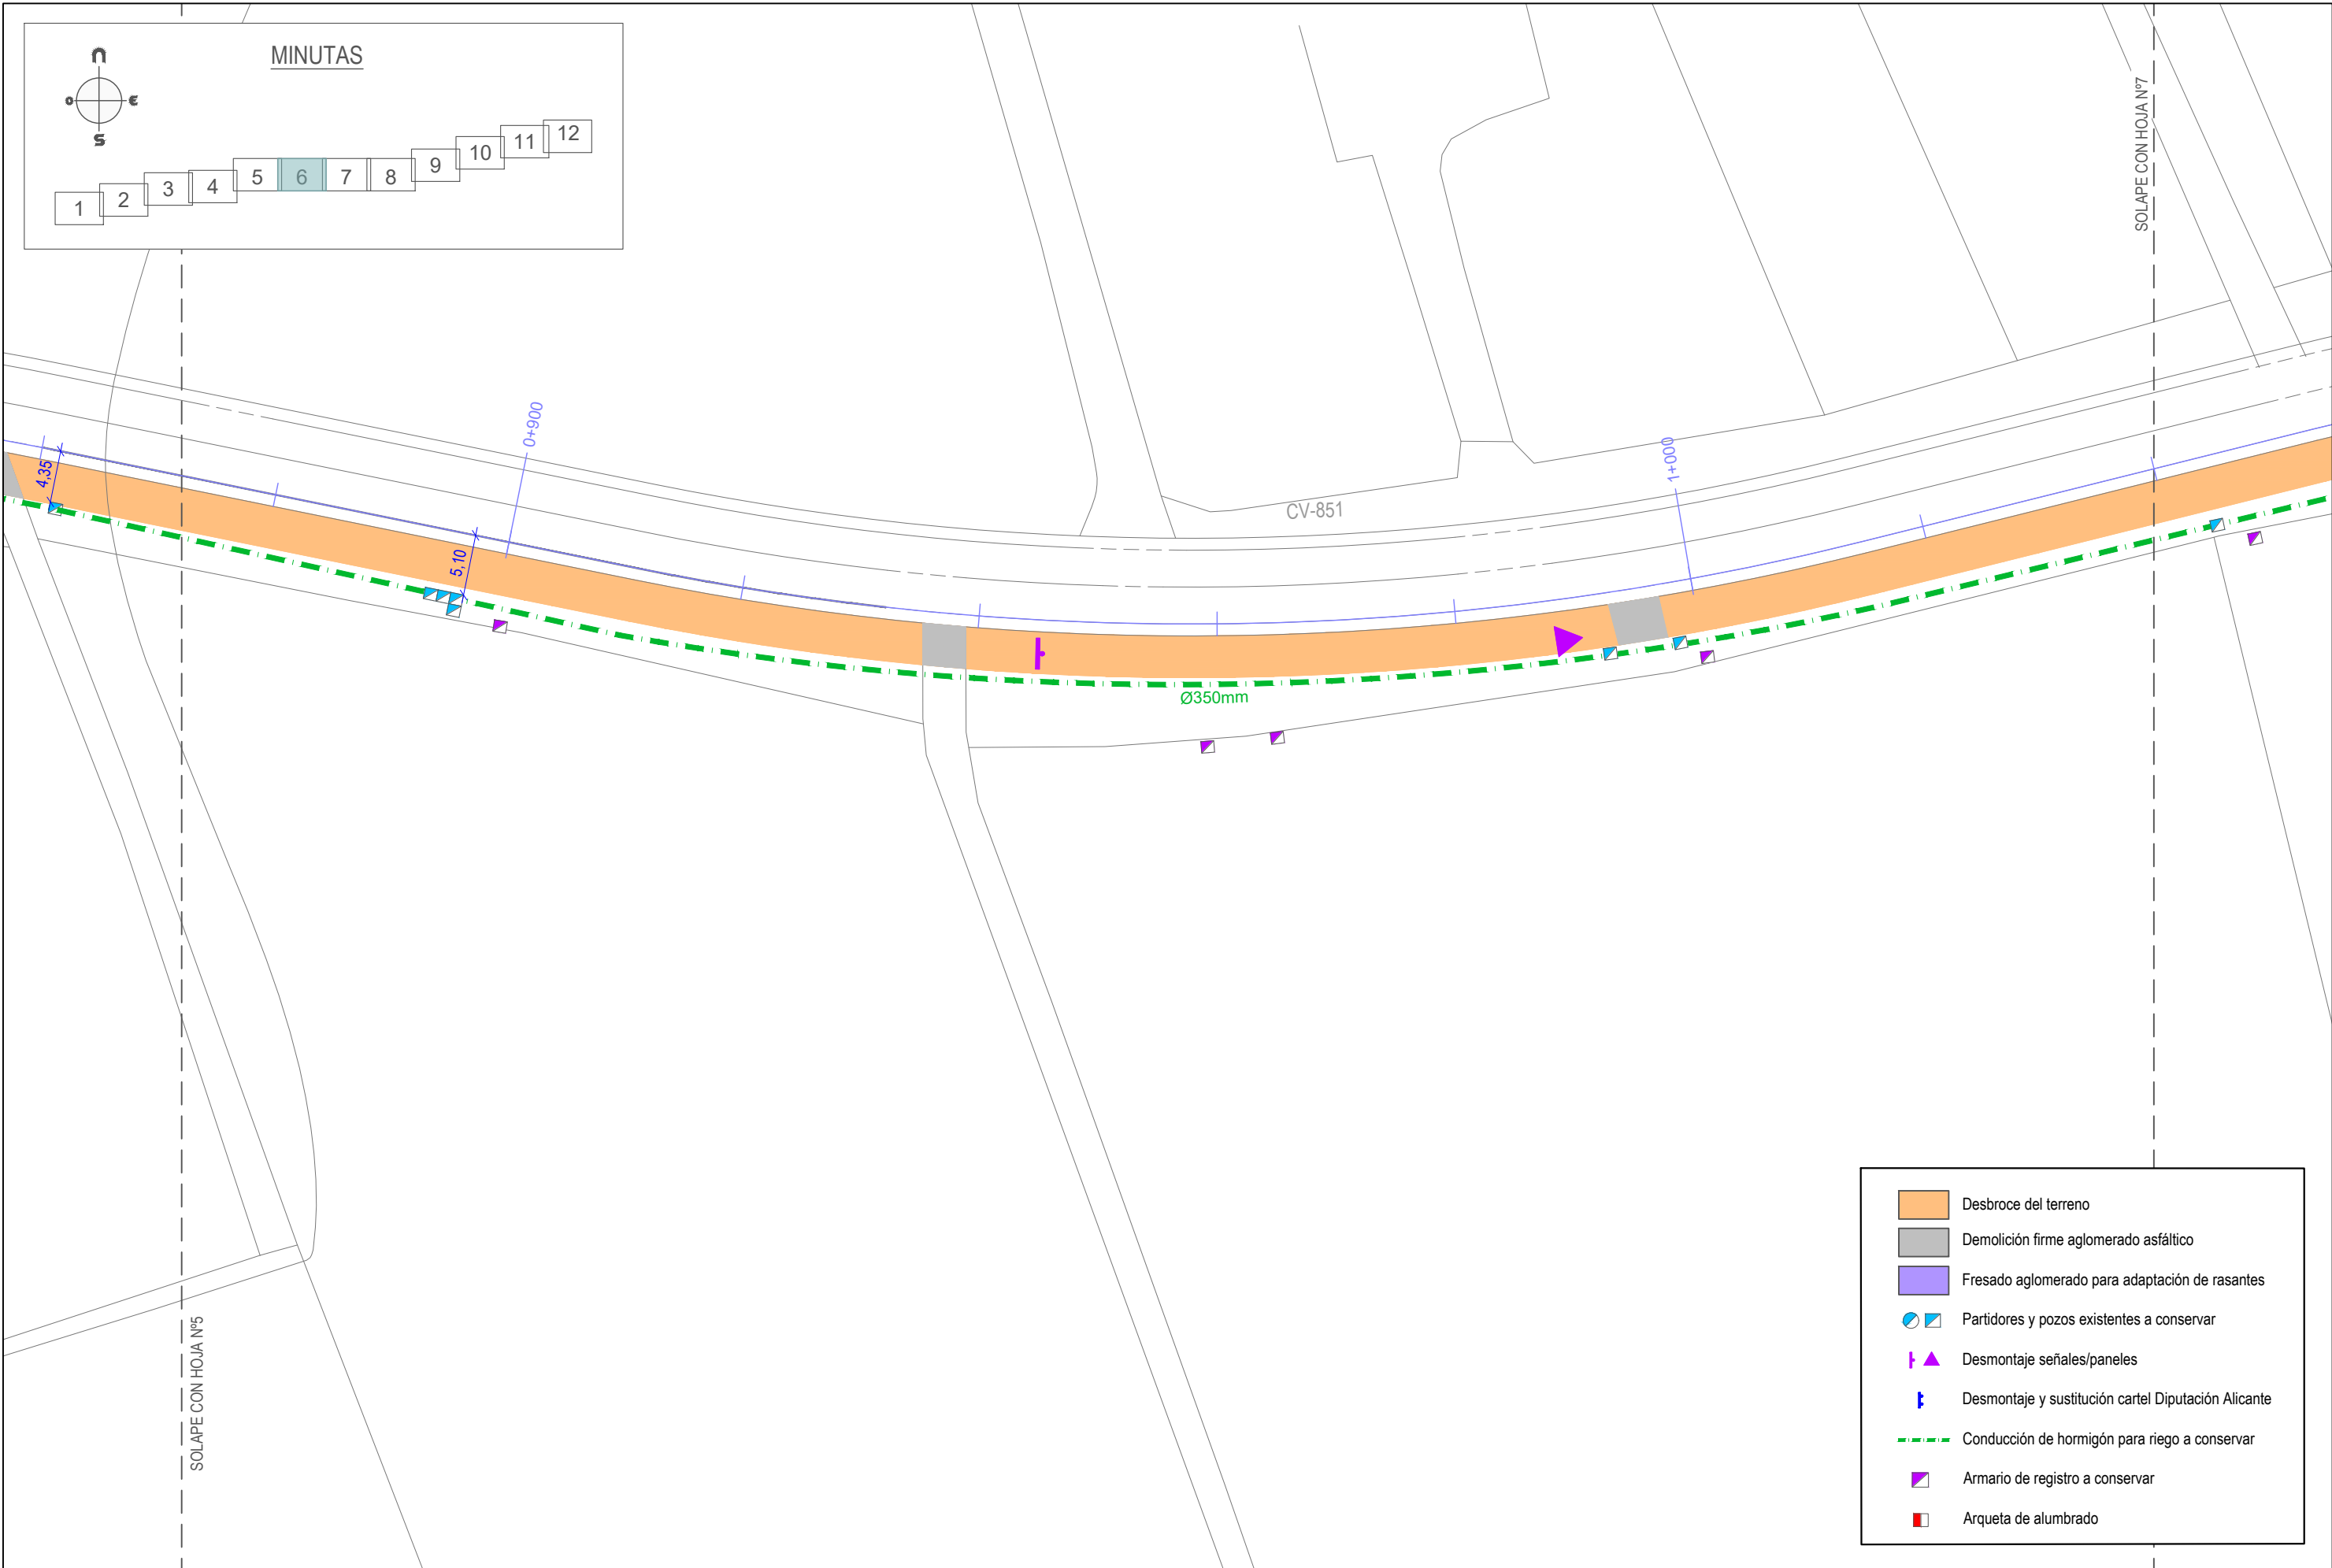 MINUTAS
N
O
E
S
1
2
3
4
5
6
7
8
9
10
11
12
SOLAPE CON HOJA Nº7
0+900
4,35
5,10
1+000
CV-851
Ø350mm
SOLAPE CON HOJA Nº5
Desbroce del terreno
Demolición firme aglomerado asfáltico
Fresado aglomerado para adaptación de rasantes
Partidores y pozos existentes a conservar
Desmontaje señales/paneles
Desmontaje y sustitución cartel Diputación Alicante
Conducción de hormigón para riego a conservar
Armario de registro a conservar
Arqueta de alumbrado